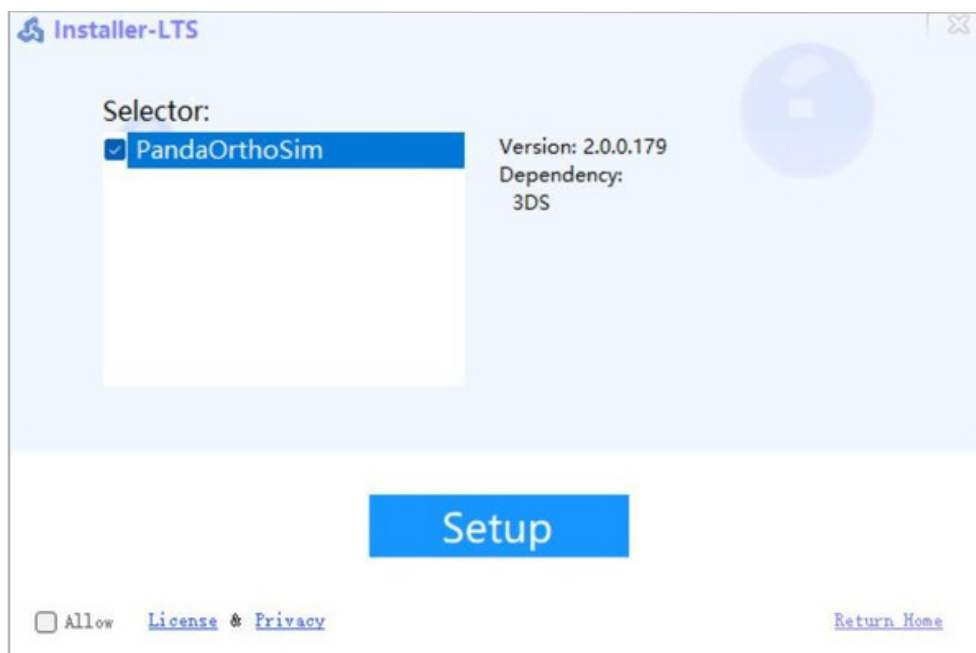 Installer-LTS
Selector:
PandaOrthoSim
Version: 2.0.0.179
Dependency:
3DS
Setup
Allow License & Privacy
Return Home